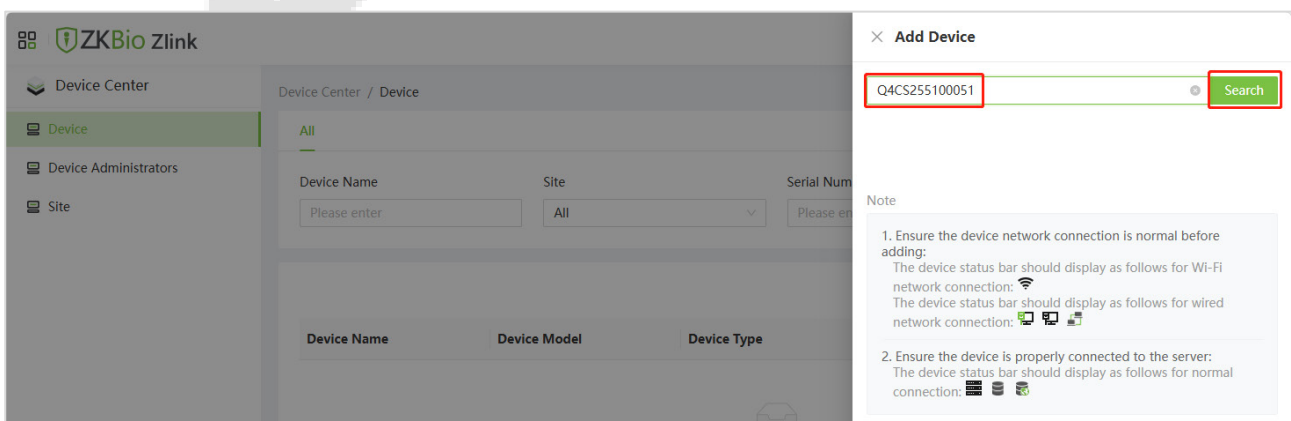 ZKBio Zlink
Device Center
Device
Device Administrators
Site
Device Center / Device
All
Device Name
Site
Serial Num
Please enter
All
Please en
Device Name
Device Model
Device Type
Add Device
Q4CS255100051
Search
Note
1. Ensure the device network connection is normal before
adding:
The device status bar should display as follows for Wi-Fi
network connection:
The device status bar should display as follows for wired
network connection:
2. Ensure the device is properly connected to the server:
The device status bar should display as follows for normal
connection: